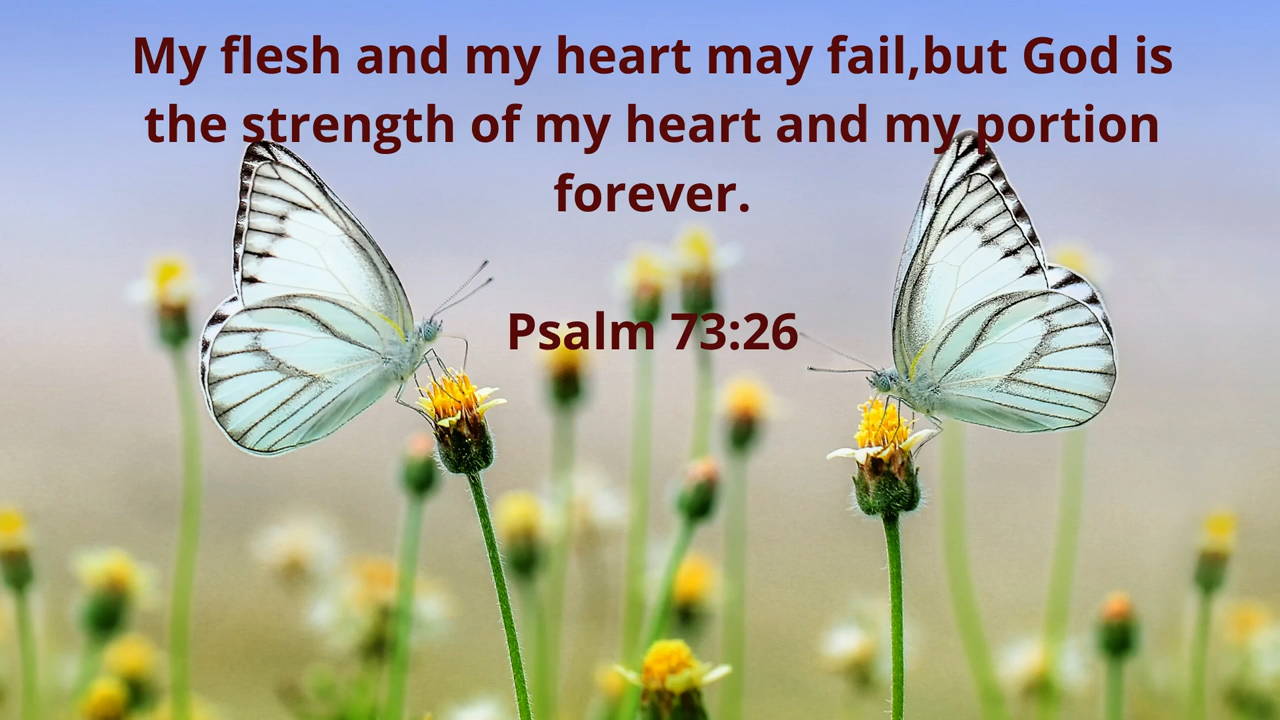 My flesh and my heart may fail,but God is
the strength of my heart and my portion
forever.
Psalm 73:26